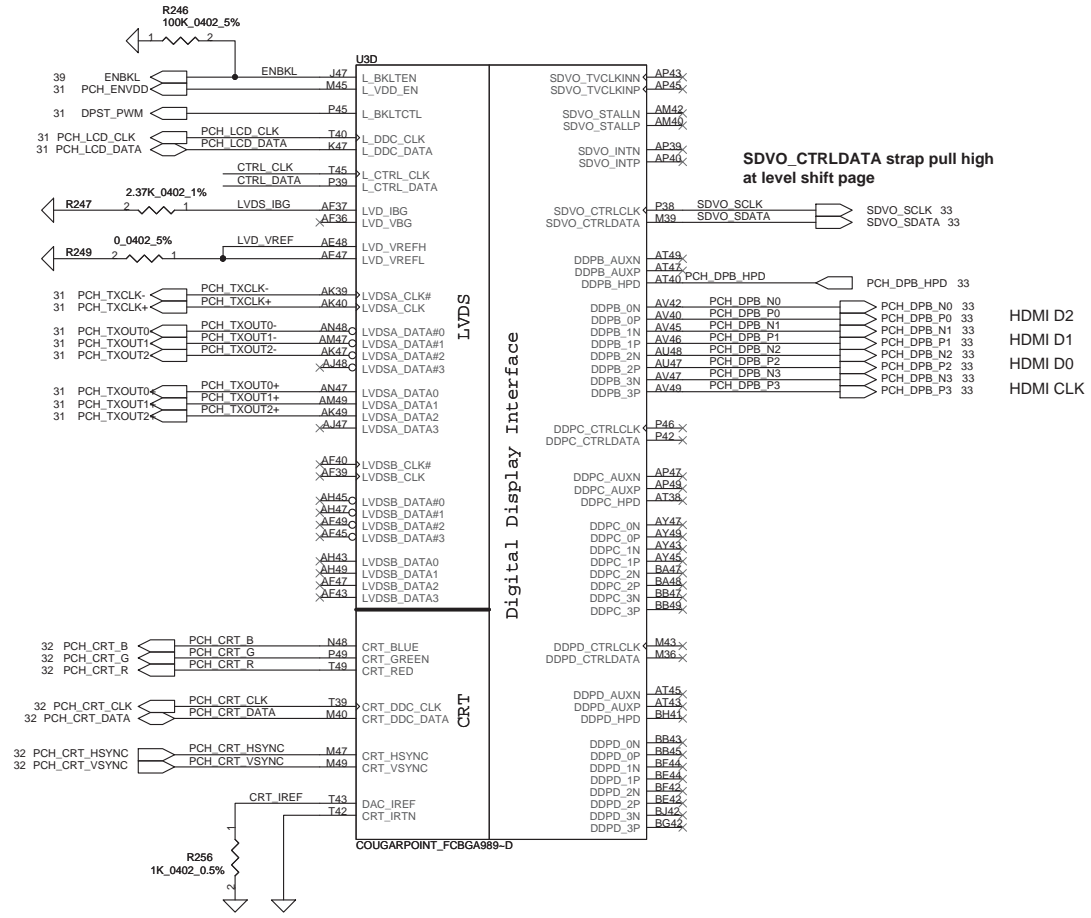 R246
100K_0402_5%
1 2
U3D
39 ENBKL ENBKL J47 L_BKLTEN
31 PCH_ENVDD M45 L_VDD_EN
31 DPST_PWM P45 L_BKLTCTL
31 PCH_LCD_CLK PCH_LCD_CLK T40 L_DDC_CLK
31 PCH_LCD_DATA PCH_LCD_DATA K47 L_DDC_DATA
CTRL_CLK T45 L_CTRL_CLK
CTRL_DATA P39 L_CTRL_DATA
2.37K_0402_1%
R247 2 1 LVDS_IBG AF37 LVD_IBG
AF36 LVD_VBG
0_0402_5%
R249 2 1 LVD_VREF AE48 LVD_VREFH
AE47 LVD_VREFL
31 PCH_TXCLK- PCH_TXCLK- AK39 LVDSA_CLK#
31 PCH_TXCLK+ PCH_TXCLK+ AK40 LVDSA_CLK
31 PCH_TXOUT0- PCH_TXOUT0- AN48 LVDSA_DATA#0
31 PCH_TXOUT1- PCH_TXOUT1- AM47 LVDSA_DATA#1
31 PCH_TXOUT2- PCH_TXOUT2- AK47 LVDSA_DATA#2
AJ48 LVDSA_DATA#3
31 PCH_TXOUT0+ PCH_TXOUT0+ AN47 LVDSA_DATA0
31 PCH_TXOUT1+ PCH_TXOUT1+ AM49 LVDSA_DATA1
31 PCH_TXOUT2+ PCH_TXOUT2+ AK49 LVDSA_DATA2
AJ47 LVDSA_DATA3
AF40 LVDSB_CLK#
AF39 LVDSB_CLK
AH45 LVDSB_DATA#0
AH47 LVDSB_DATA#1
AF49 LVDSB_DATA#2
AF45 LVDSB_DATA#3
AH43 LVDSB_DATA0
AH49 LVDSB_DATA1
AF47 LVDSB_DATA2
AF43 LVDSB_DATA3
32 PCH_CRT_B PCH_CRT_B N48 CRT_BLUE
32 PCH_CRT_G PCH_CRT_G P49 CRT_GREEN
32 PCH_CRT_R PCH_CRT_R T49 CRT_RED
32 PCH_CRT_CLK PCH_CRT_CLK T39 CRT_DDC_CLK
32 PCH_CRT_DATA PCH_CRT_DATA M40 CRT_DDC_DATA
32 PCH_CRT_HSYNC PCH_CRT_HSYNC M47 CRT_HSYNC
32 PCH_CRT_VSYNC PCH_CRT_VSYNC M49 CRT_VSYNC
CRT_IREF T43 DAC_IREF
T42 CRT_IRTN
1
R256
1K_0402_0.5%
2
COUGARPOINT_FCBGA989~D
LVDS
CRT
Digital Display Interface
SDVO_TVCLKINN AP43
SDVO_TVCLKINP AP45
SDVO_STALLN AM42
SDVO_STALLP AM40
SDVO_INTN AP39
SDVO_INTP AP40
SDVO_CTRLDATA strap pull high
at level shift page
SDVO_CTRLCLK P38 SDVO_SCLK SDVO_SCLK 33
SDVO_CTRLDATA M39 SDVO_SDATA SDVO_SDATA 33
DDPB_AUXN AT49
DDPB_AUXP AT47
DDPB_HPD AT40 PCH_DPB_HPD PCH_DPB_HPD 33
DDPB_0N AV42 PCH_DPB_N0 PCH_DPB_N0 33
DDPB_0P AV40 PCH_DPB_P0 PCH_DPB_P0 33 HDMI D2
DDPB_1N AV45 PCH_DPB_N1 PCH_DPB_N1 33
DDPB_1P AV46 PCH_DPB_P1 PCH_DPB_P1 33 HDMI D1
DDPB_2N AU48 PCH_DPB_N2 PCH_DPB_N2 33
DDPB_2P AU47 PCH_DPB_P2 PCH_DPB_P2 33 HDMI D0
DDPB_3N AV47 PCH_DPB_N3 PCH_DPB_N3 33
DDPB_3P AV49 PCH_DPB_P3 PCH_DPB_P3 33 HDMI CLK
DDPC_CTRLCLK P46
DDPC_CTRLDATA P42
DDPC_AUXN AP47
DDPC_AUXP AP49
DDPC_HPD AT38
DDPC_0N AY47
DDPC_0P AY49
DDPC_1N AY43
DDPC_1P AY45
DDPC_2N BA47
DDPC_2P BA48
DDPC_3N BB47
DDPC_3P BB49
DDPD_CTRLCLK M43
DDPD_CTRLDATA M36
DDPD_AUXN AT45
DDPD_AUXP AT43
DDPD_HPD BH41
DDPD_0N BB43
DDPD_0P BB45
DDPD_1N BF44
DDPD_1P BE44
DDPD_2N BF42
DDPD_2P BE42
DDPD_3N BJ42
DDPD_3P BG42